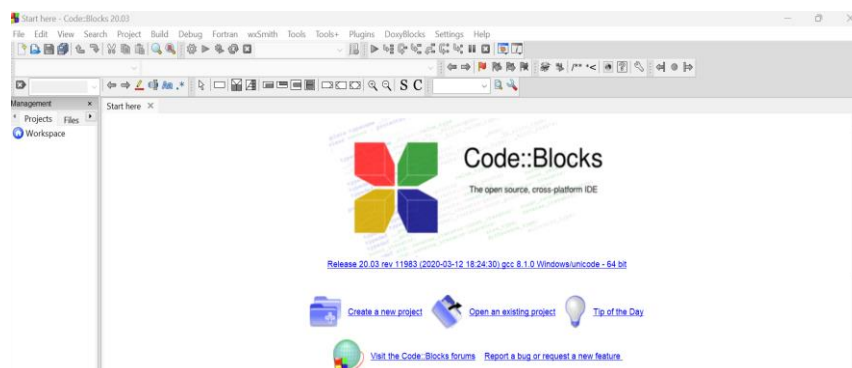 Start here - Code::Blocks 20.03
File Edit View Search Project Build Debug Fortran wxSmith Tools Tools+ Plugins DoxyBlocks Settings Help
/** *<
.* S C
Management
Start here
Projects Files
Workspace
Code::Blocks
The open source, cross-platform IDE
Release 20.03 rev 11983 (2020-03-12 18:24:30) gcc 8.1.0 Windows/unicode - 64 bit
Create a new project Open an existing project Tip of the Day
Visit the Code::Blocks forums Report a bug or request a new feature